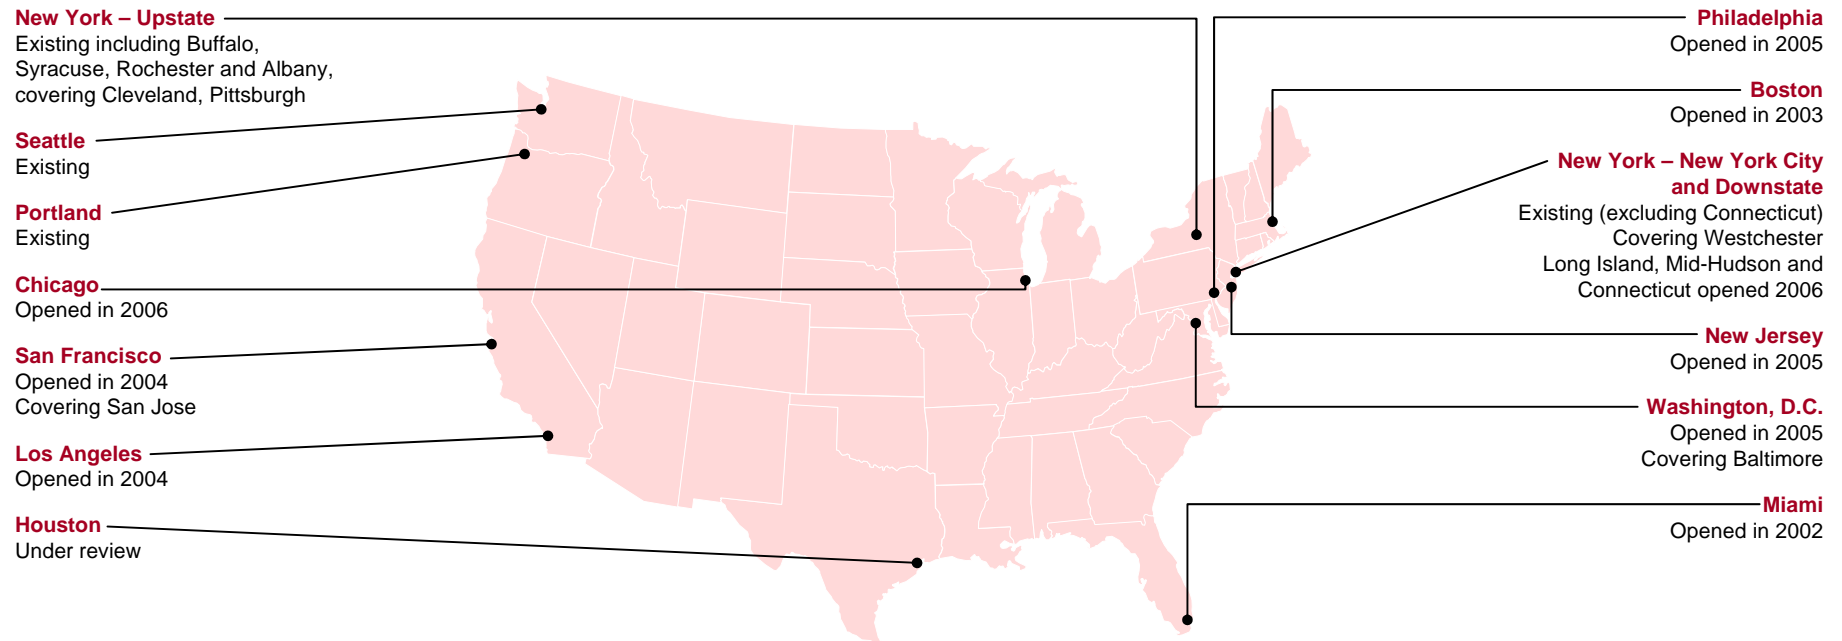 New York – Upstate
Existing including Buffalo,
Syracuse, Rochester and Albany,
covering Cleveland, Pittsburgh
Seattle
Existing
Portland
Existing
Chicago
Opened in 2006
San Francisco
Opened in 2004
Covering San Jose
Los Angeles
Opened in 2004
Houston
Under review
Philadelphia
Opened in 2005
Boston
Opened in 2003
New York – New York City
and Downstate
Existing (excluding Connecticut)
Covering Westchester
Long Island, Mid-Hudson and
Connecticut opened 2006
New Jersey
Opened in 2005
Washington, D.C.
Opened in 2005
Covering Baltimore
Miami
Opened in 2002